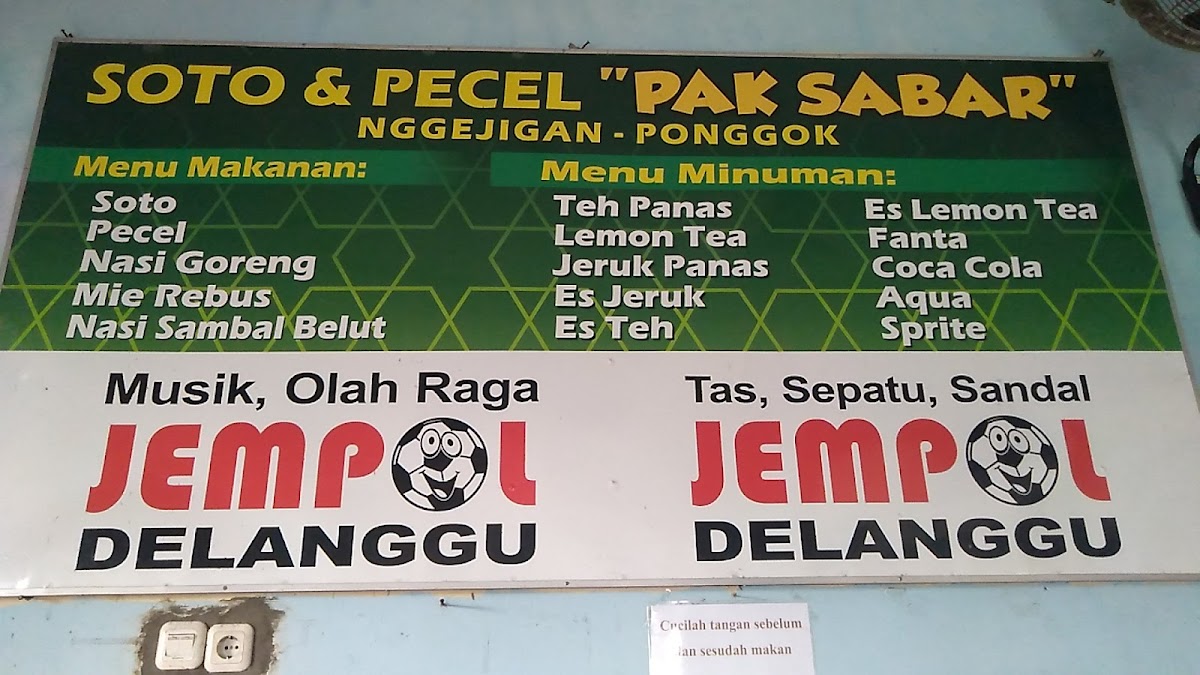 SOTO & PECEL "PAK SABAR"
NGGEJIGAN - PONGGOK
Menu Makanan:
Soto
Pecel
Nasi Goreng
Mie Rebus
Nasi Sambal Belut
Menu Minuman:
Teh Panas
Lemon Tea
Jeruk Panas
Es Jeruk
Es Teh
Es Lemon Tea
Fanta
Coca Cola
Aqua
Sprite
Musik, Olah Raga
JEMPOL
DELANGGU
Tas, Sepatu, Sandal
JEMPOL
DELANGGU
Cucilah tangan sebelum
dan sesudah makan